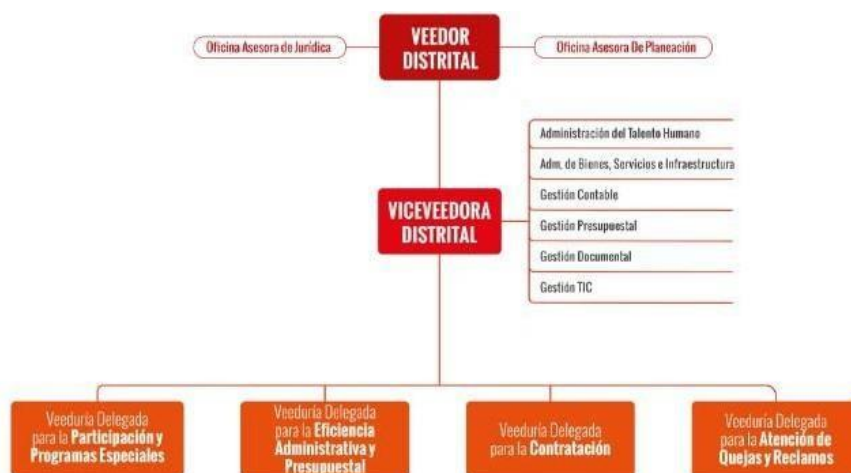 VEEDOR
DISTRITAL
Oficina Asesora de Jurídica
Oficina Asesora De Planeación
VICEVEEDORA
DISTRITAL
Administración del Talento Humano
Adm. de Bienes, Servicios e Infraestructura
Gestión Contable
Gestión Presupuestal
Gestión Documental
Gestión TIC
Veeduría Delegada
para la Participación y
Programas Especiales
Veeduría Delegada
para la Eficiencia
Administrativa y
Presupuestal
Veeduría Delegada
para la Contratación
Veeduría Delegada
para la Atención de
Quejas y Reclamos